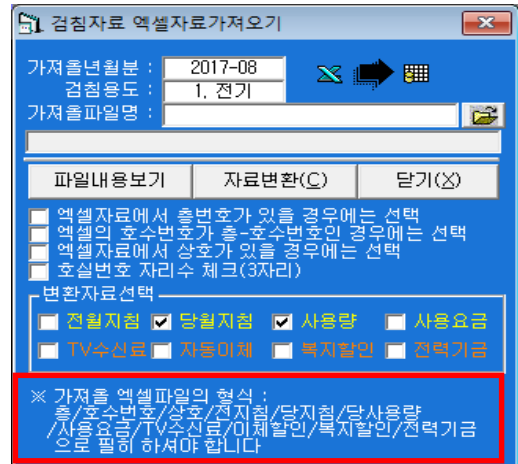 검침자료 엑셀자료가져오기
가져올년월분 : 2017-08
검침용도 : 1. 전기
가져올파일명 :
파일내용보기 자료변환(C) 닫기(X)
엑셀자료에서 층번호가 있을 경우에는 선택
엑셀의 호수번호가 층-호수번호인 경우에는 선택
엑셀자료에서 상호가 있을 경우에는 선택
호실번호 자리수 체크(3자리)
변환자료선택
전월지침 당월지침 사용량 사용요금
TV수신료 자동이체 복지할인 전력기금
※ 가져올 엑셀파일의 형식 :
층/호수번호/상호/전지침/당지침/당사용량
/사용요금/TV수신료/이체할인/복지할인/전력기금
으로 필히 하셔야 합니다